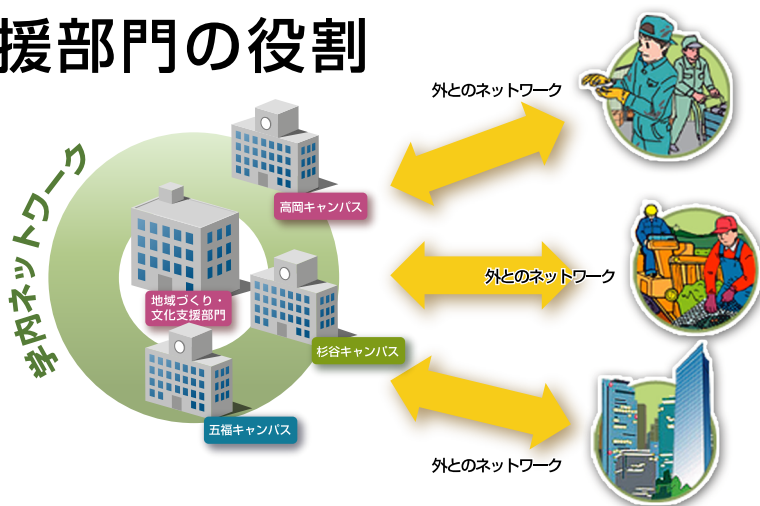 援部門の役割
外とのネットワーク
学内ネットワーク
高岡キャンパス
地域づくり・
文化支援部門
外とのネットワーク
杉谷キャンパス
五福キャンパス
外とのネットワーク